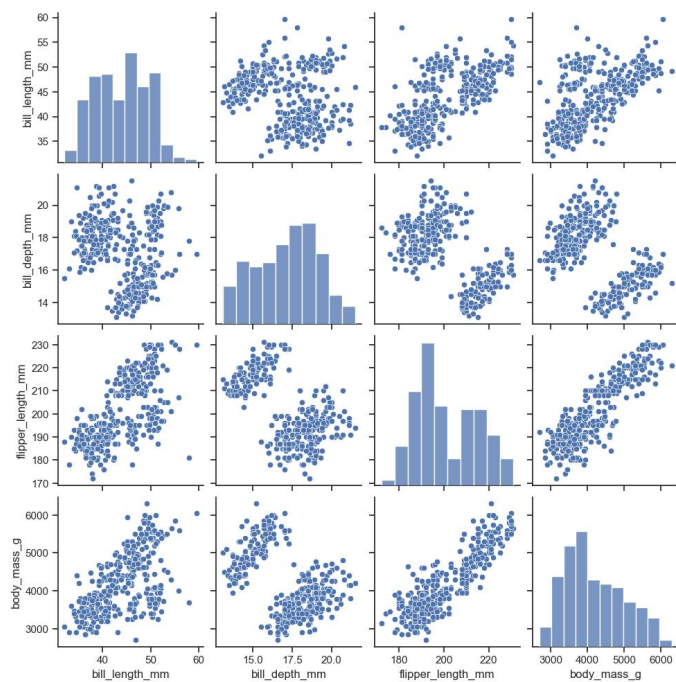 60
55
50
45
40
35
bill_length_mm
20
18
16
14
bill_depth_mm
230
220
210
200
190
180
170
flipper_length_mm
6000
5000
4000
3000
body_mass_g
40 50 60
bill_length_mm
15.0 17.5 20.0
bill_depth_mm
180 200 220
flipper_length_mm
3000 4000 5000 6000
body_mass_g